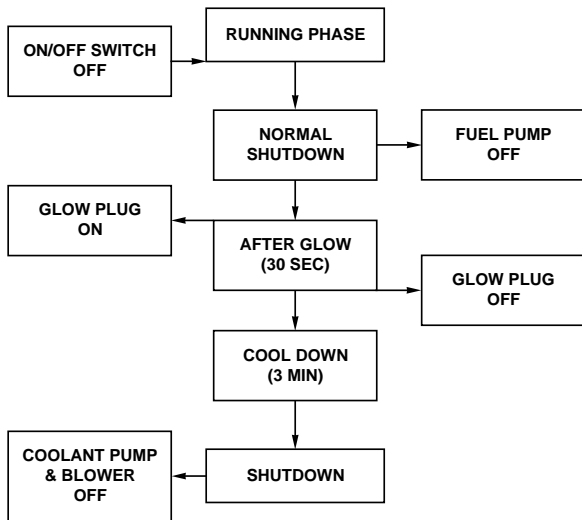 RUNNING PHASE
ON/OFF SWITCH
OFF
NORMAL
SHUTDOWN
FUEL PUMP
OFF
GLOW PLUG
ON
AFTER GLOW
(30 SEC)
GLOW PLUG
OFF
COOL DOWN
(3 MIN)
COOLANT PUMP
& BLOWER
OFF
SHUTDOWN